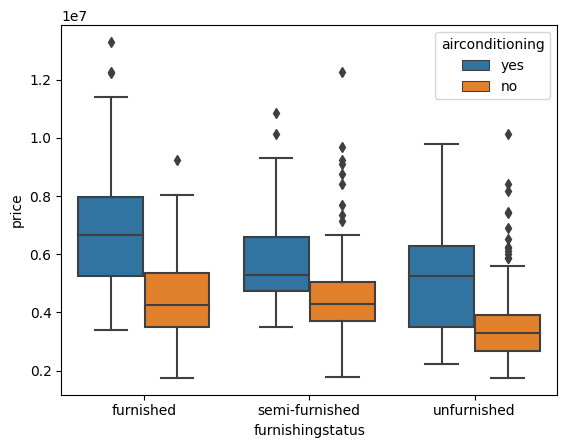 1e7
airconditioning
yes
no
1.2
1.0
0.8
0.6
0.4
0.2
price
furnished semi-furnished unfurnished
furnishingstatus